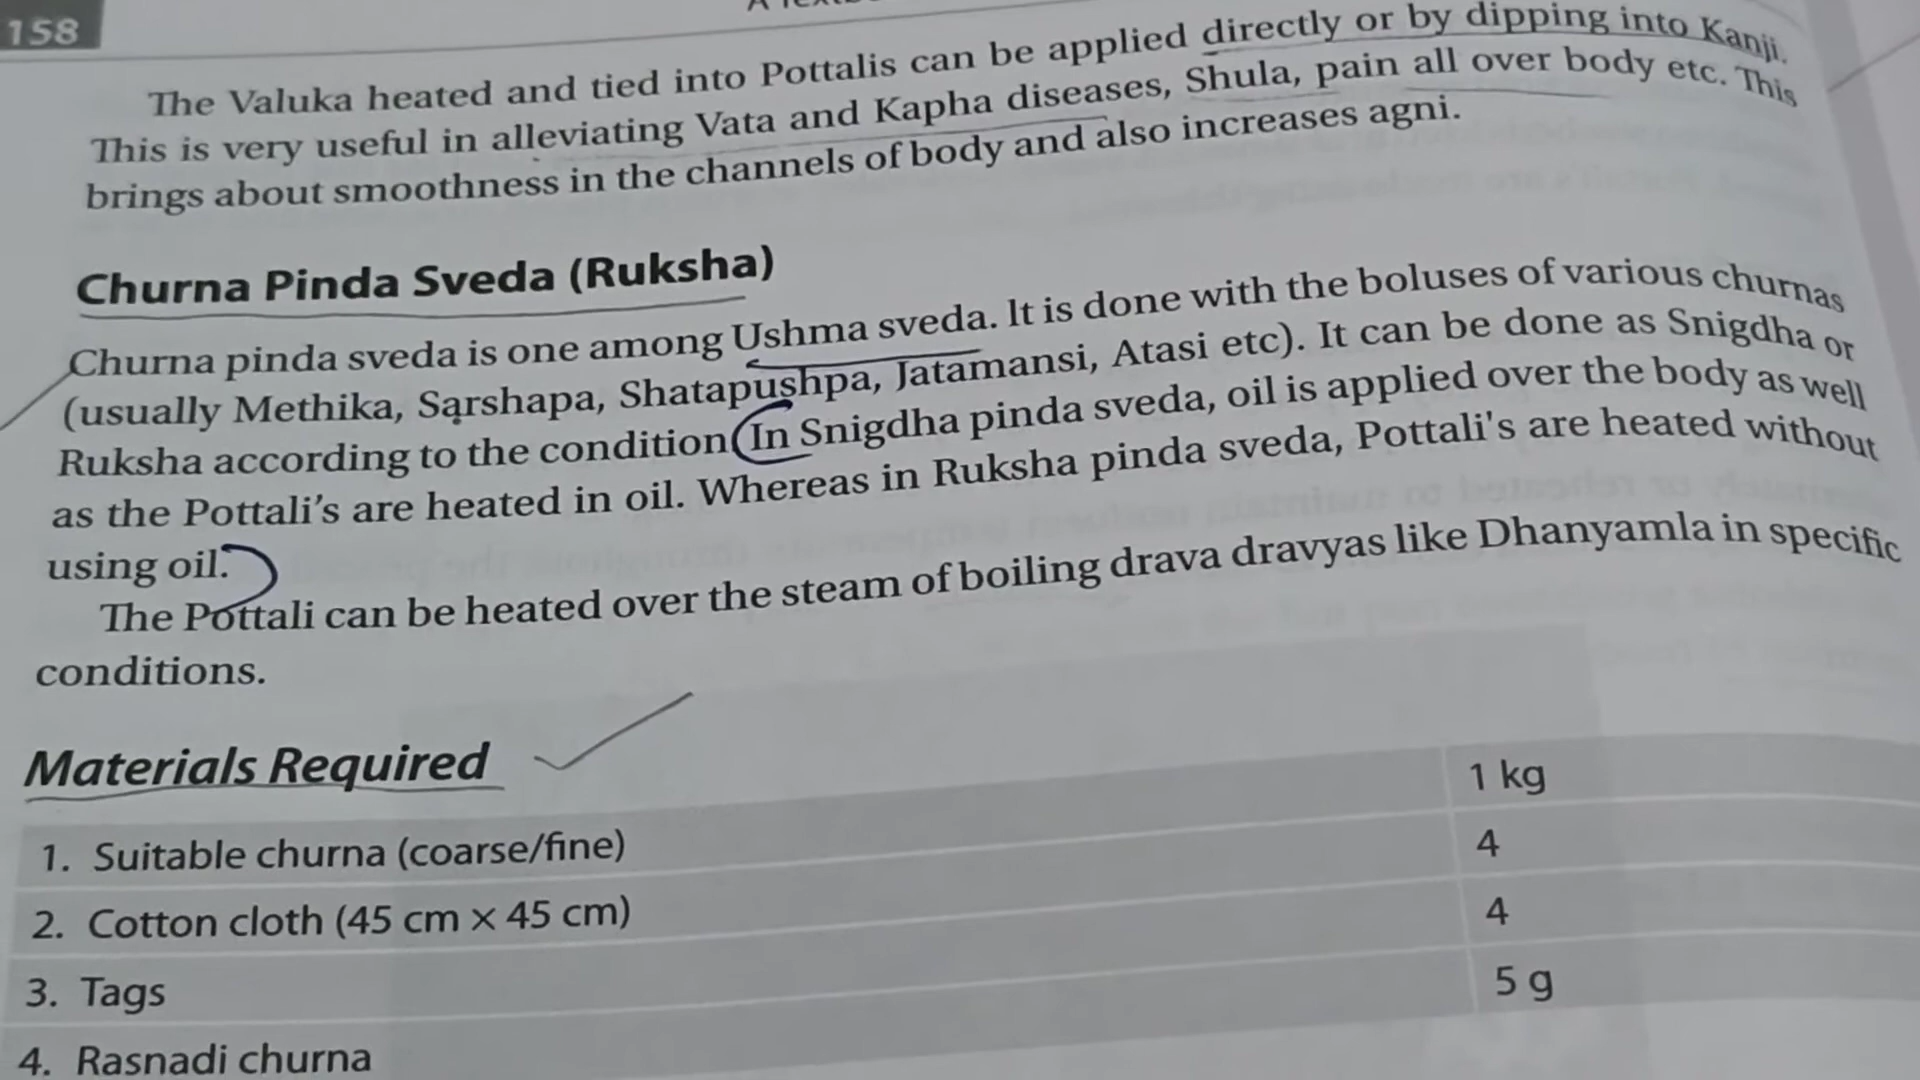 158
The Valuka heated and tied into Pottalis can be applied directly or by dipping into Kanji.
This is very useful in alleviating Vata and Kapha diseases, Shula, pain all over body etc. This
brings about smoothness in the channels of body and also increases agni.
Churna Pinda Sveda (Ruksha)
Churna pinda sveda is one among Ushma sveda. It is done with the boluses of various churnas
(usually Methika, Sarshapa, Shatapushpa, Jatamansi, Atasi etc). It can be done as Snigdha or
Ruksha according to the condition In Snigdha pinda sveda, oil is applied over the body as well
as the Pottali's are heated in oil. Whereas in Ruksha pinda sveda, Pottali's are heated without
using oil.
The Pottali can be heated over the steam of boiling drava dravyas like Dhanyamla in specific
conditions.
Materials Required
1. Suitable churna (coarse/fine) 1 kg
2. Cotton cloth (45 cm × 45 cm) 4
3. Tags 4
4. Rasnadi churna 5 g